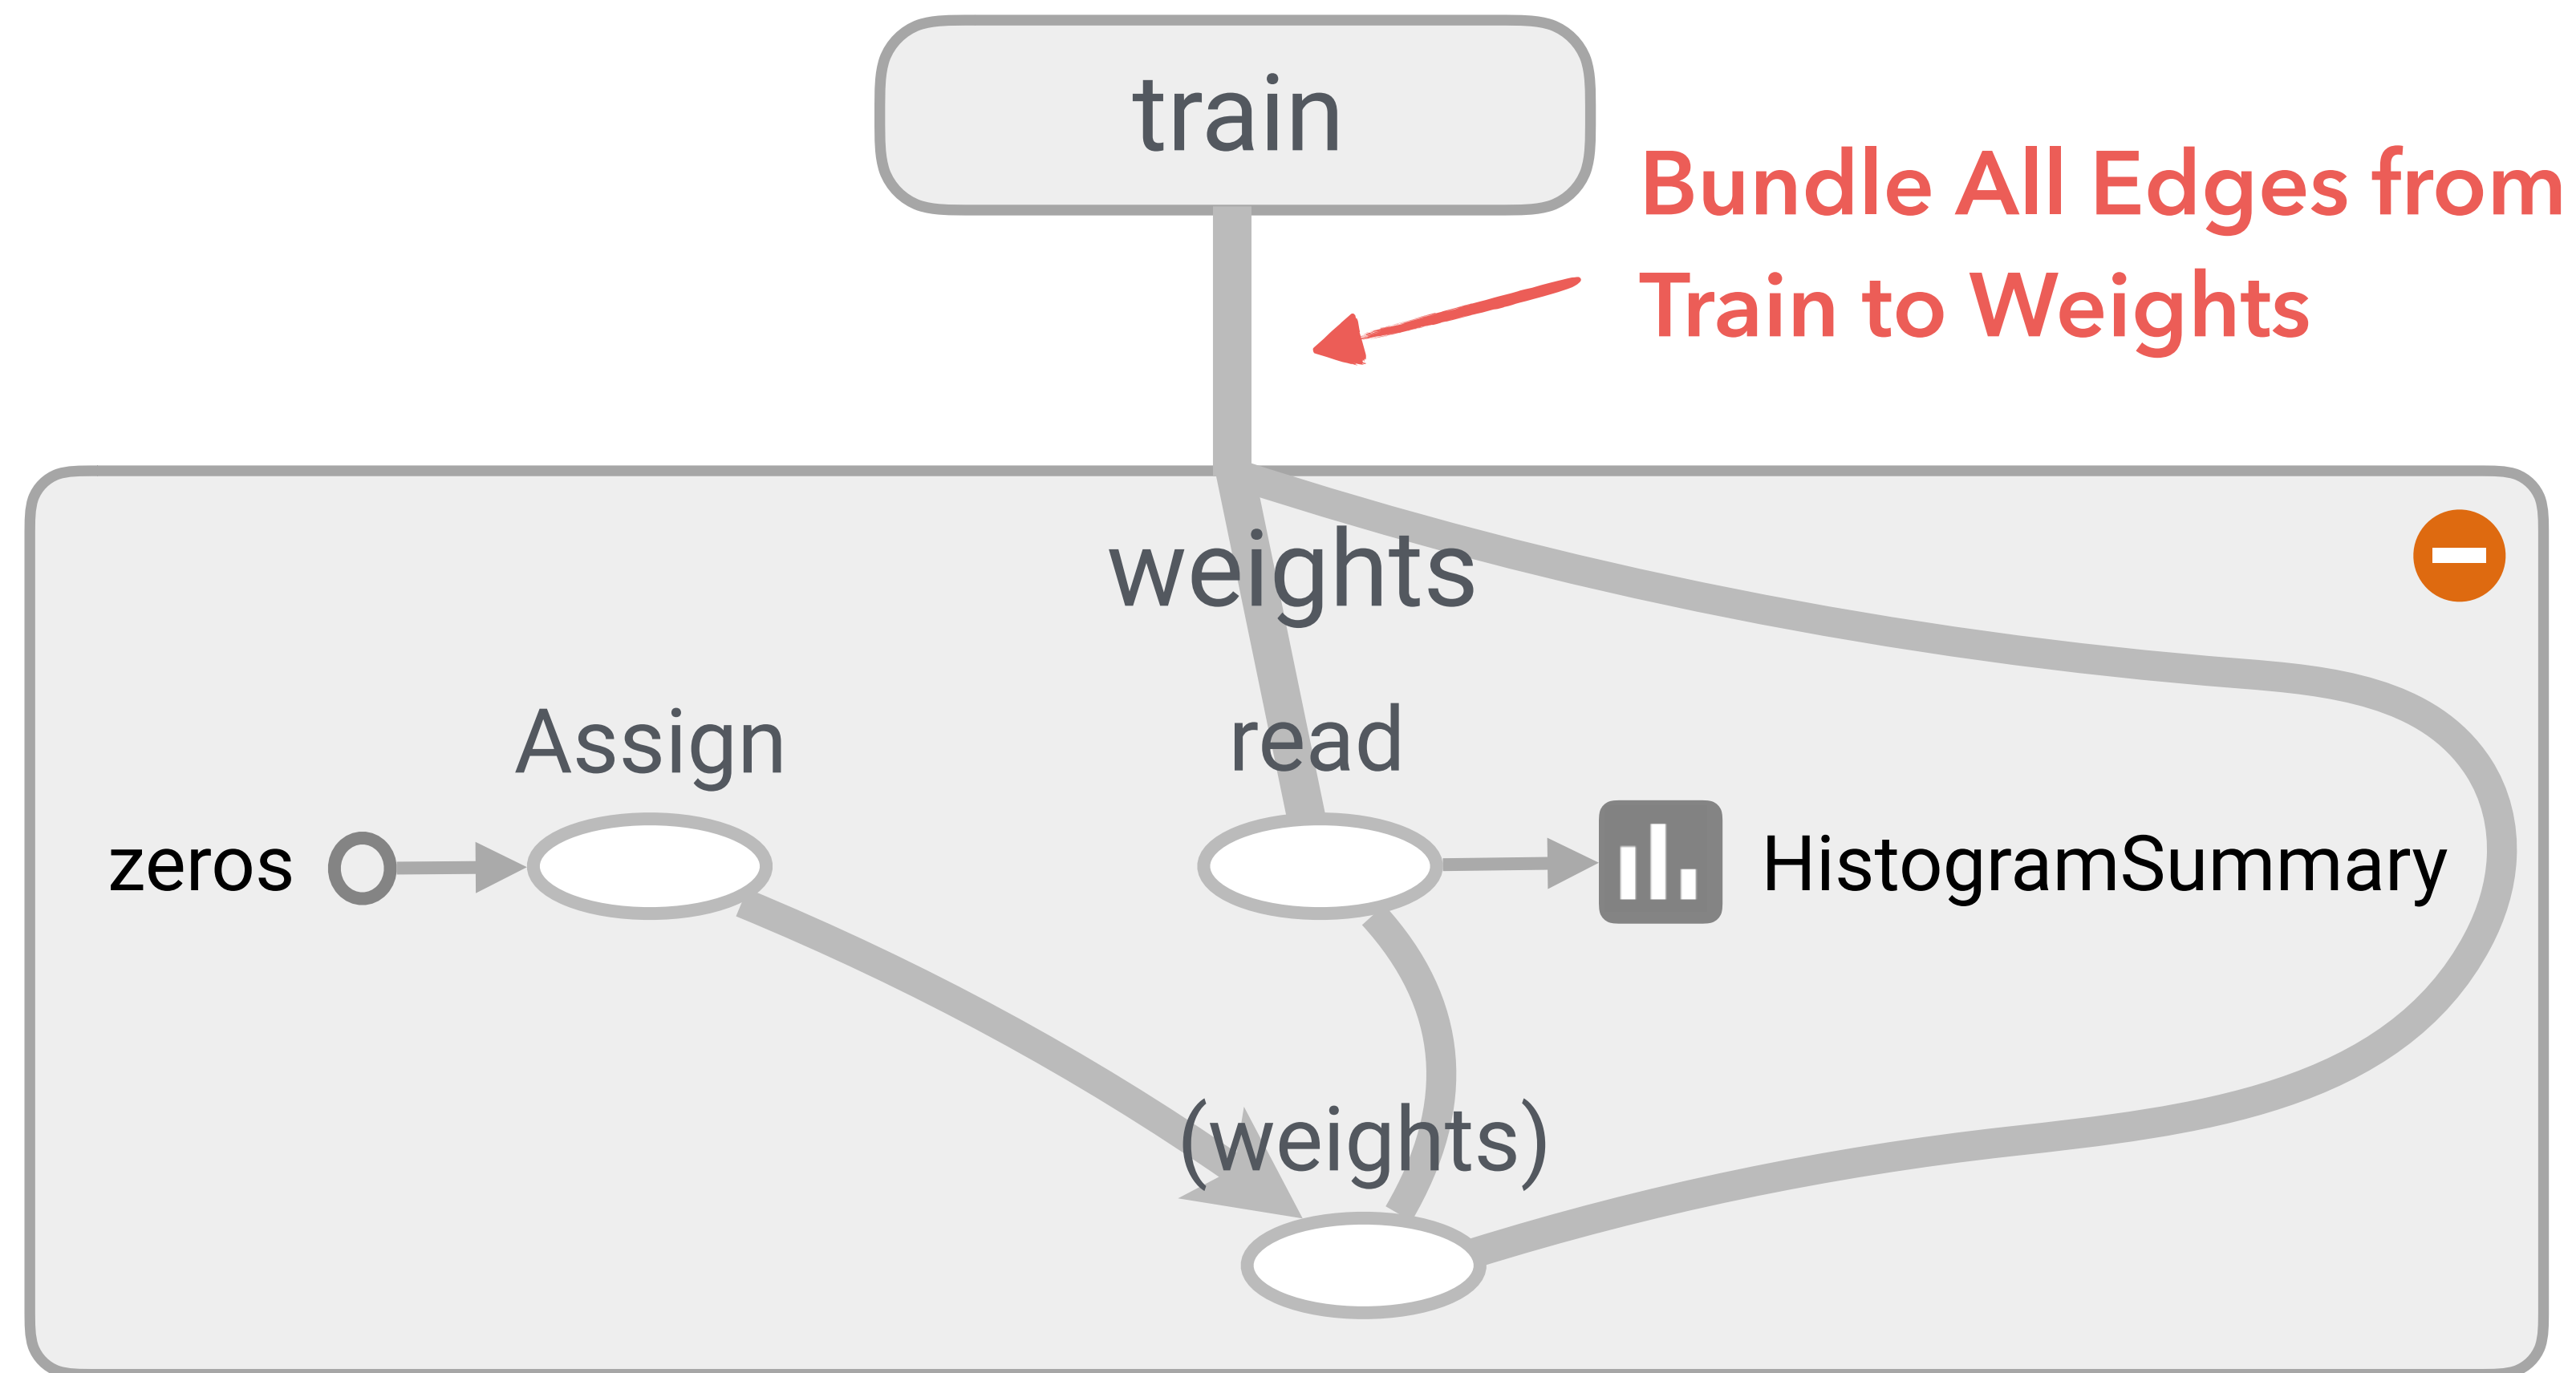 train
Bundle All Edges from
Train to Weights
weights
Assign
read
zeros
HistogramSummary
(weights)